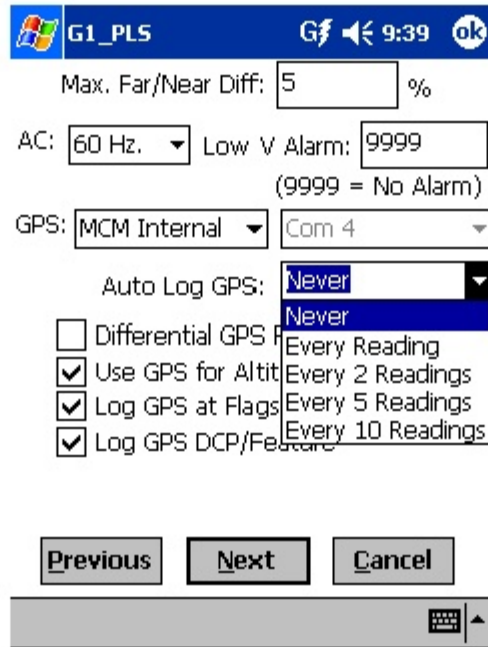 G1_PLS G 9:39 ok
Max. Far/Near Diff: 5 %
AC: 60 Hz. Low V Alarm: 9999
(9999 = No Alarm)
GPS: MCM Internal Com 4
Auto Log GPS: Never
Never
Differential GPS
Every Reading
Use GPS for Altit
Every 2 Readings
Log GPS at Flags
Every 5 Readings
Log GPS DCP/Feature
Every 10 Readings
Previous Next Cancel